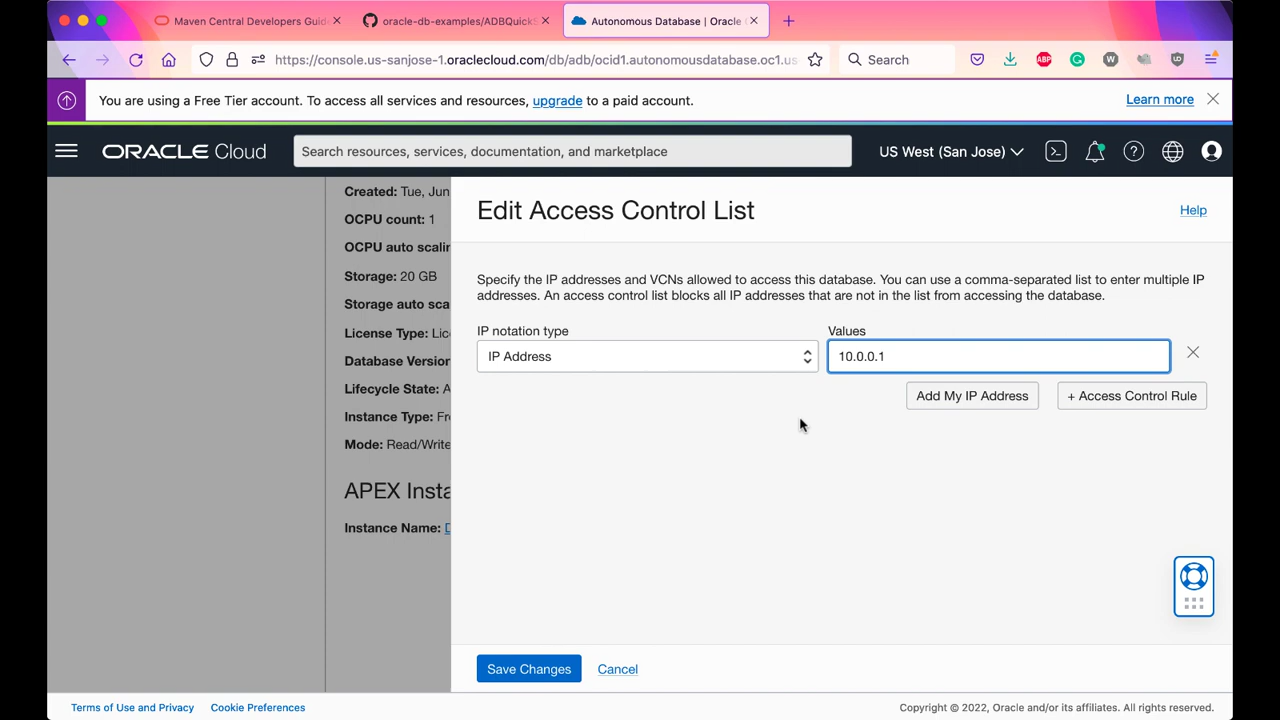 Maven Central Developers Guid
oracle-db-examples/ADBQuickS
Autonomous Database | Oracle
https://console.us-sanjose-1.oraclecloud.com/db/adb/ocid1.autonomousdatabase.oc1.us
Search
ABP
W
You are using a Free Tier account. To access all services and resources, upgrade to a paid account.
Learn more
ORACLE Cloud
Search resources, services, documentation, and marketplace
US West (San Jose)
Created: Tue, Jun
OCPU count: 1
OCPU auto scalin
Storage: 20 GB
Storage auto sca
License Type: Lic
Database Version
Lifecycle State: A
Instance Type: Fr
Mode: Read/Write
APEX Insta
Instance Name: D
Edit Access Control List
Help
Specify the IP addresses and VCNs allowed to access this database. You can use a comma-separated list to enter multiple IP
addresses. An access control list blocks all IP addresses that are not in the list from accessing the database.
IP notation type
Values
IP Address
10.0.0.1
Add My IP Address
+ Access Control Rule
Save Changes
Cancel
Terms of Use and Privacy
Cookie Preferences
Copyright © 2022, Oracle and/or its affiliates. All rights reserved.